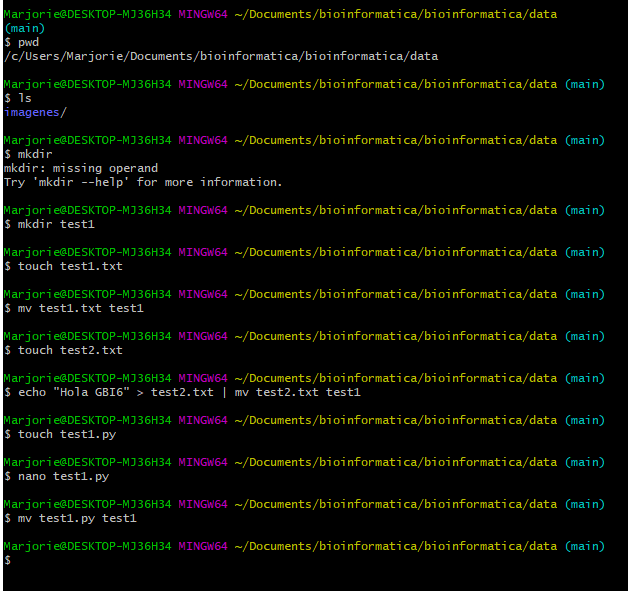 Marjorie@DESKTOP-MJ36H34 MINGW64 ~/Documents/bioinformatica/bioinformatica/data
(main)
$ pwd
/c/Users/Marjorie/Documents/bioinformatica/bioinformatica/data
Marjorie@DESKTOP-MJ36H34 MINGW64 ~/Documents/bioinformatica/bioinformatica/data (main)
$ ls
imagenes/
Marjorie@DESKTOP-MJ36H34 MINGW64 ~/Documents/bioinformatica/bioinformatica/data (main)
$ mkdir
mkdir: missing operand
Try 'mkdir --help' for more information.
Marjorie@DESKTOP-MJ36H34 MINGW64 ~/Documents/bioinformatica/bioinformatica/data (main)
$ mkdir test1
Marjorie@DESKTOP-MJ36H34 MINGW64 ~/Documents/bioinformatica/bioinformatica/data (main)
$ touch test1.txt
Marjorie@DESKTOP-MJ36H34 MINGW64 ~/Documents/bioinformatica/bioinformatica/data (main)
$ mv test1.txt test1
Marjorie@DESKTOP-MJ36H34 MINGW64 ~/Documents/bioinformatica/bioinformatica/data (main)
$ touch test2.txt
Marjorie@DESKTOP-MJ36H34 MINGW64 ~/Documents/bioinformatica/bioinformatica/data (main)
$ echo "Hola GBI6" > test2.txt | mv test2.txt test1
Marjorie@DESKTOP-MJ36H34 MINGW64 ~/Documents/bioinformatica/bioinformatica/data (main)
$ touch test1.py
Marjorie@DESKTOP-MJ36H34 MINGW64 ~/Documents/bioinformatica/bioinformatica/data (main)
$ nano test1.py
Marjorie@DESKTOP-MJ36H34 MINGW64 ~/Documents/bioinformatica/bioinformatica/data (main)
$ mv test1.py test1
Marjorie@DESKTOP-MJ36H34 MINGW64 ~/Documents/bioinformatica/bioinformatica/data (main)
$